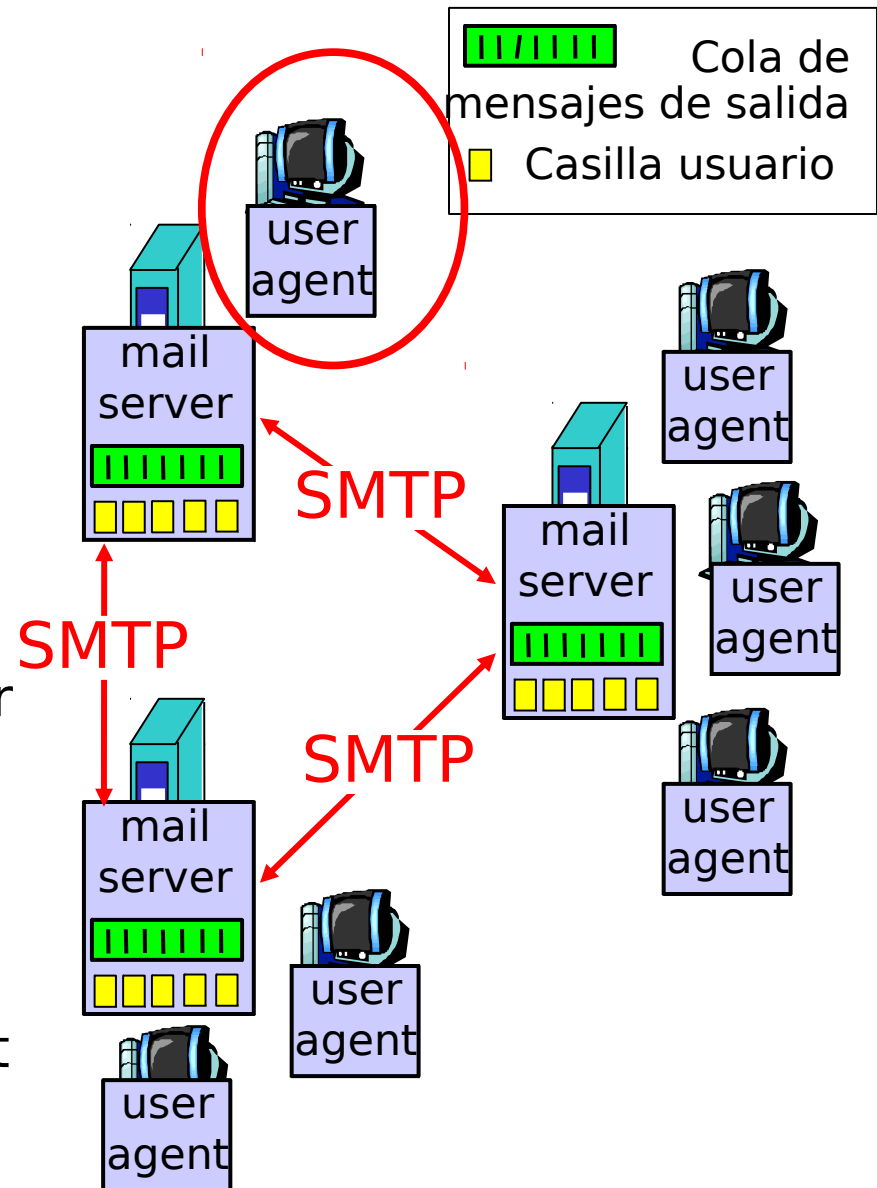 Cola de
mensajes de salida
Casilla usuario
user
agent
mail
server
user
agent
SMTP
mail
server
user
agent
SMTP
r
SMTP
user
agent
mail
server
user
agent
t
user
agent